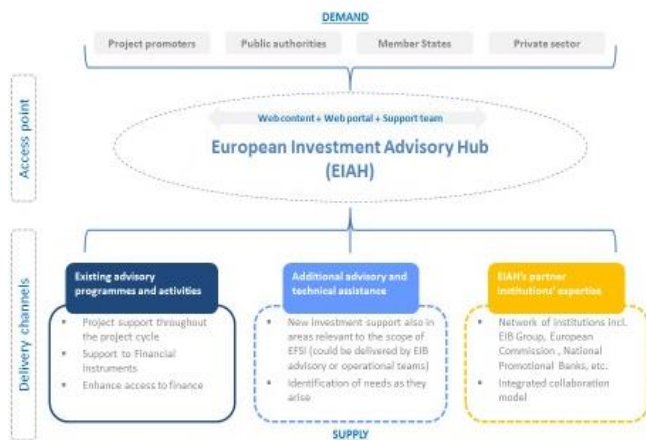 DEMAND
Project promoters
Public authorities
Member States
Private sector
Access point
Web content + Web portal + Support team
European Investment Advisory Hub
(EIAH)
Delivery channels
Existing advisory
programmes and activities
▪ Project support throughout
the project cycle
▪ Support to Financial
instruments
▪ Enhance access to finance
Additional advisory and
technical assistance
▪ New investment support also in
areas relevant to the scope of
EFSI (could be delivered by EIB
advisory or operational teams)
▪ Identification of needs as they
arise
EIAH's partner
institutions' expertise
▪ Network of institutions incl.
EIB Group, European
Commission , National
Promotional Banks, etc.
▪ Integrated collaboration
model
SUPPLY